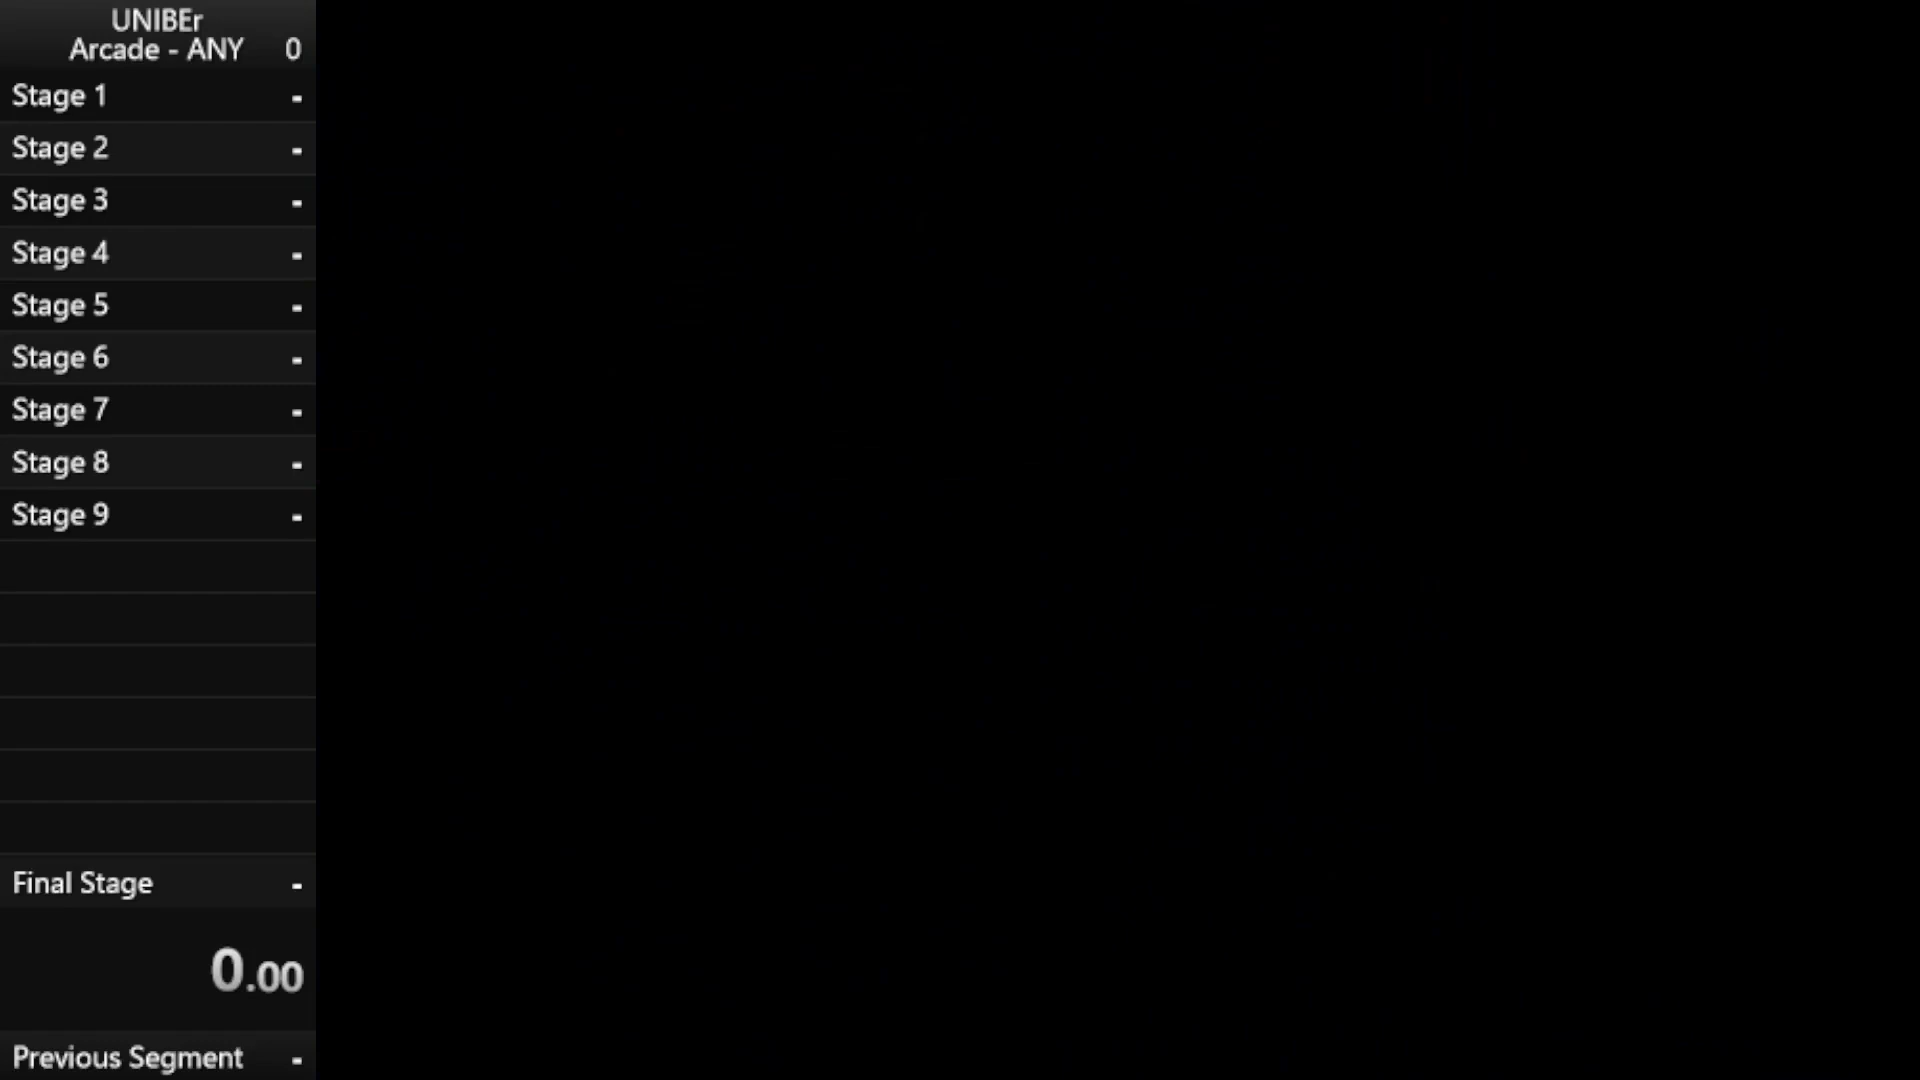 UNIBEr
Arcade - ANY 0
Stage 1 -
Stage 2 -
Stage 3 -
Stage 4 -
Stage 5 -
Stage 6 -
Stage 7 -
Stage 8 -
Stage 9 -
Final Stage -
0.00
Previous Segment -